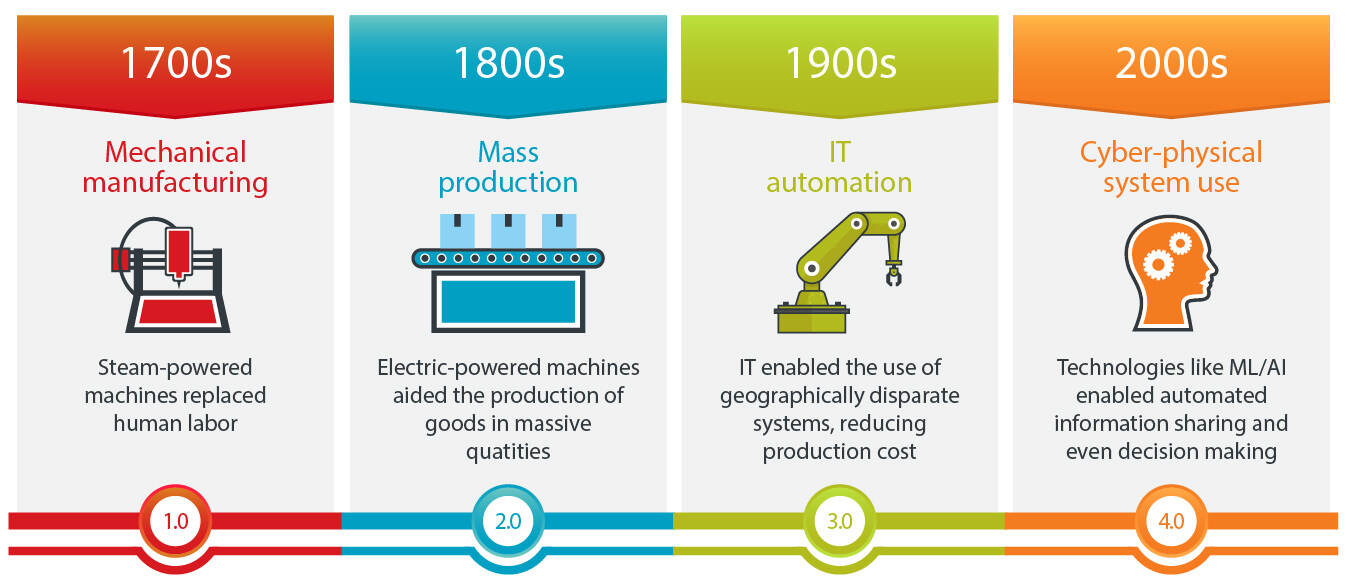 1700s
Mechanical
manufacturing
Steam-powered
machines replaced
human labor
1.0
1800s
Mass
production
Electric-powered machines
aided the production of
goods in massive
quatities
2.0
1900s
IT
automation
IT enabled the use of
geographically disparate
systems, reducing
production cost
3.0
2000s
Cyber-physical
system use
Technologies like ML/AI
enabled automated
information sharing and
even decision making
4.0